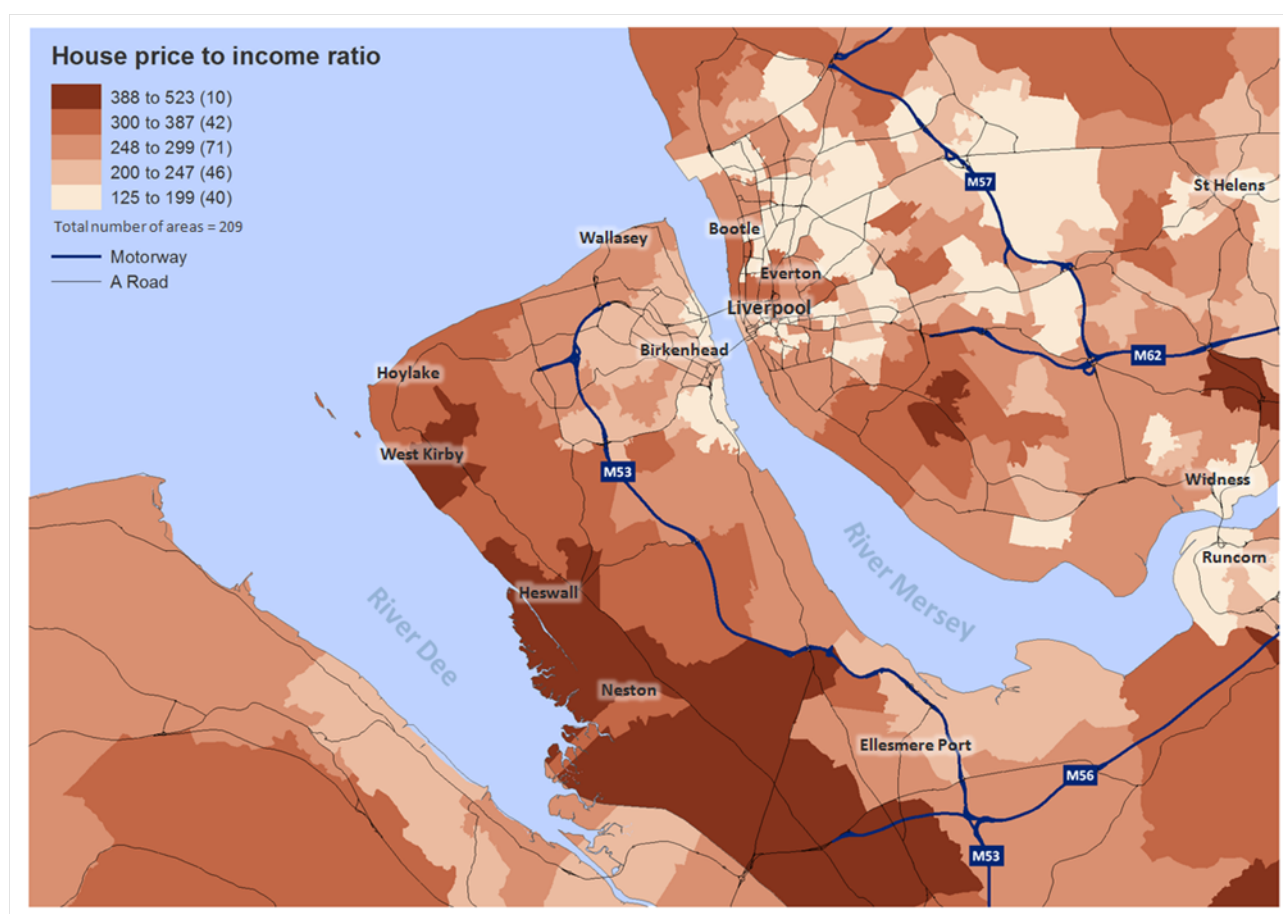 House price to income ratio
388 to 523 (10)
300 to 387 (42)
248 to 299 (71)
200 to 247 (46)
125 to 199 (40)
Total number of areas = 209
Motorway
A Road
M57
St Helens
Bootle
Wallasey
Everton
Liverpool
Birkenhead
M62
Hoylake
West Kirby
M53
Widness
River Mersey
Runcorn
Heswall
River Dee
Neston
Ellesmere Port
M56
M53